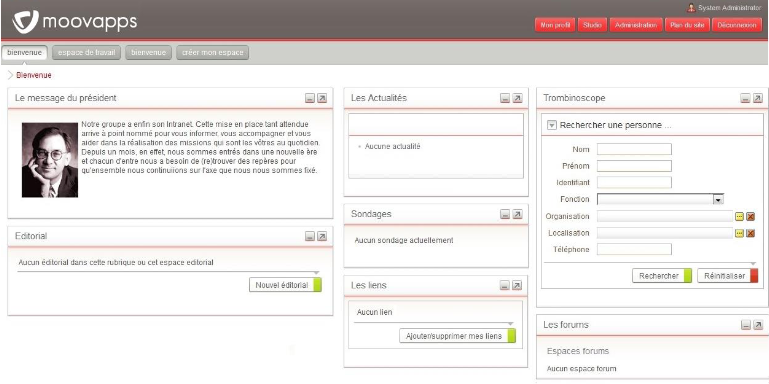 moovapps
System Administrator
Mon profil
Studio
Administration
Plan du site
Déconnexion
bienvenue
espace de travail
bienvenue
créer mon espace
Bienvenue
Le message du président
Notre groupe a enfin son Intranet. Cette mise en place tant attendue
arrive à point nommé pour vous informer, vous accompagner et vous
aider dans la réalisation des missions qui sont les vôtres au quotidien.
Depuis un mois, en effet, nous sommes entrés dans une nouvelle ère
et chacun d'entre nous a besoin de (re)trouver des repères pour
qu'ensemble nous continuiions sur l'axe que nous nous sommes fixé.
Editorial
Aucun éditorial dans cette rubrique ou cet espace editorial
Nouvel éditorial
Les Actualités
Aucune actualité
Sondages
Aucun sondage actuellement
Les liens
Aucun lien
Ajouter/supprimer mes liens
Trombinoscope
Rechercher une personne ...
Nom
Prénom
Identifiant
Fonction
Organisation
Localisation
Téléphone
Rechercher
Réinitialiser
Les forums
Espaces forums
Aucun espace forum